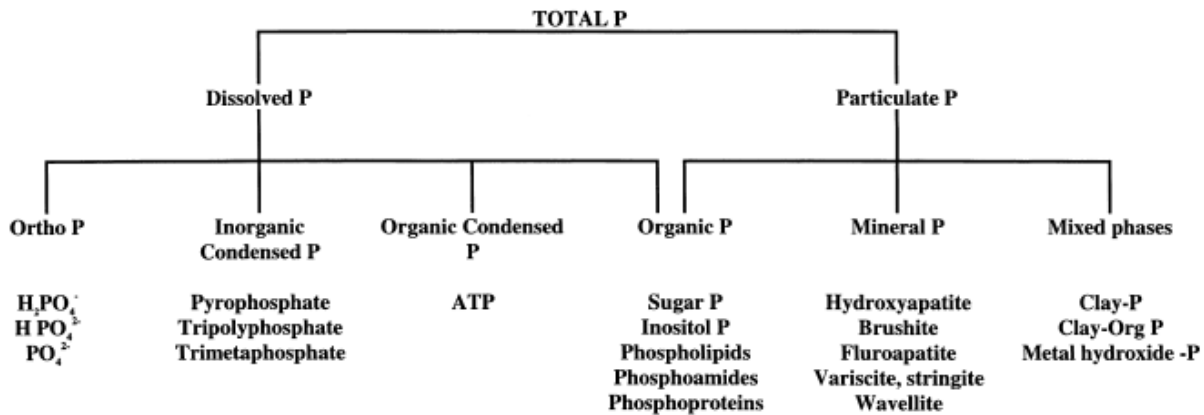 TOTAL P
Dissolved P
Particulate P
Ortho P
Inorganic
Condensed P
Organic Condensed
P
Organic P
Mineral P
Mixed phases
H₂PO₄⁻
H PO₄²⁻
PO₄²⁻
Pyrophosphate
Tripolyphosphate
Trimetaphosphate
ATP
Sugar P
Inositol P
Phospholipids
Phosphoamides
Phosphoproteins
Hydroxyapatite
Brushite
Fluroapatite
Variscite, stringite
Wavellite
Clay-P
Clay-Org P
Metal hydroxide -P